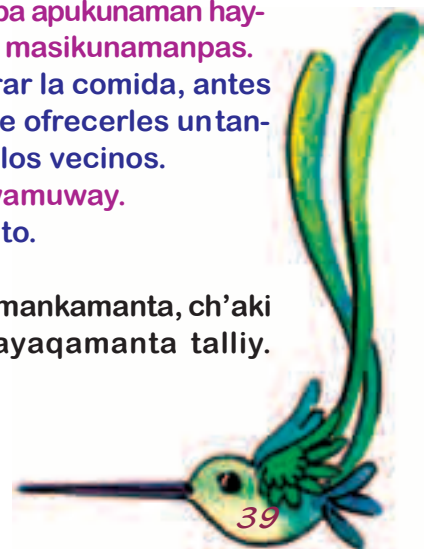 pa apukunaman hay-
masikunamanpas.
rar la comida, antes
e ofrecerles un tan-
los vecinos.
amuway.
to.
mankamanta, ch’aki
ayaqamanta talliy.
39